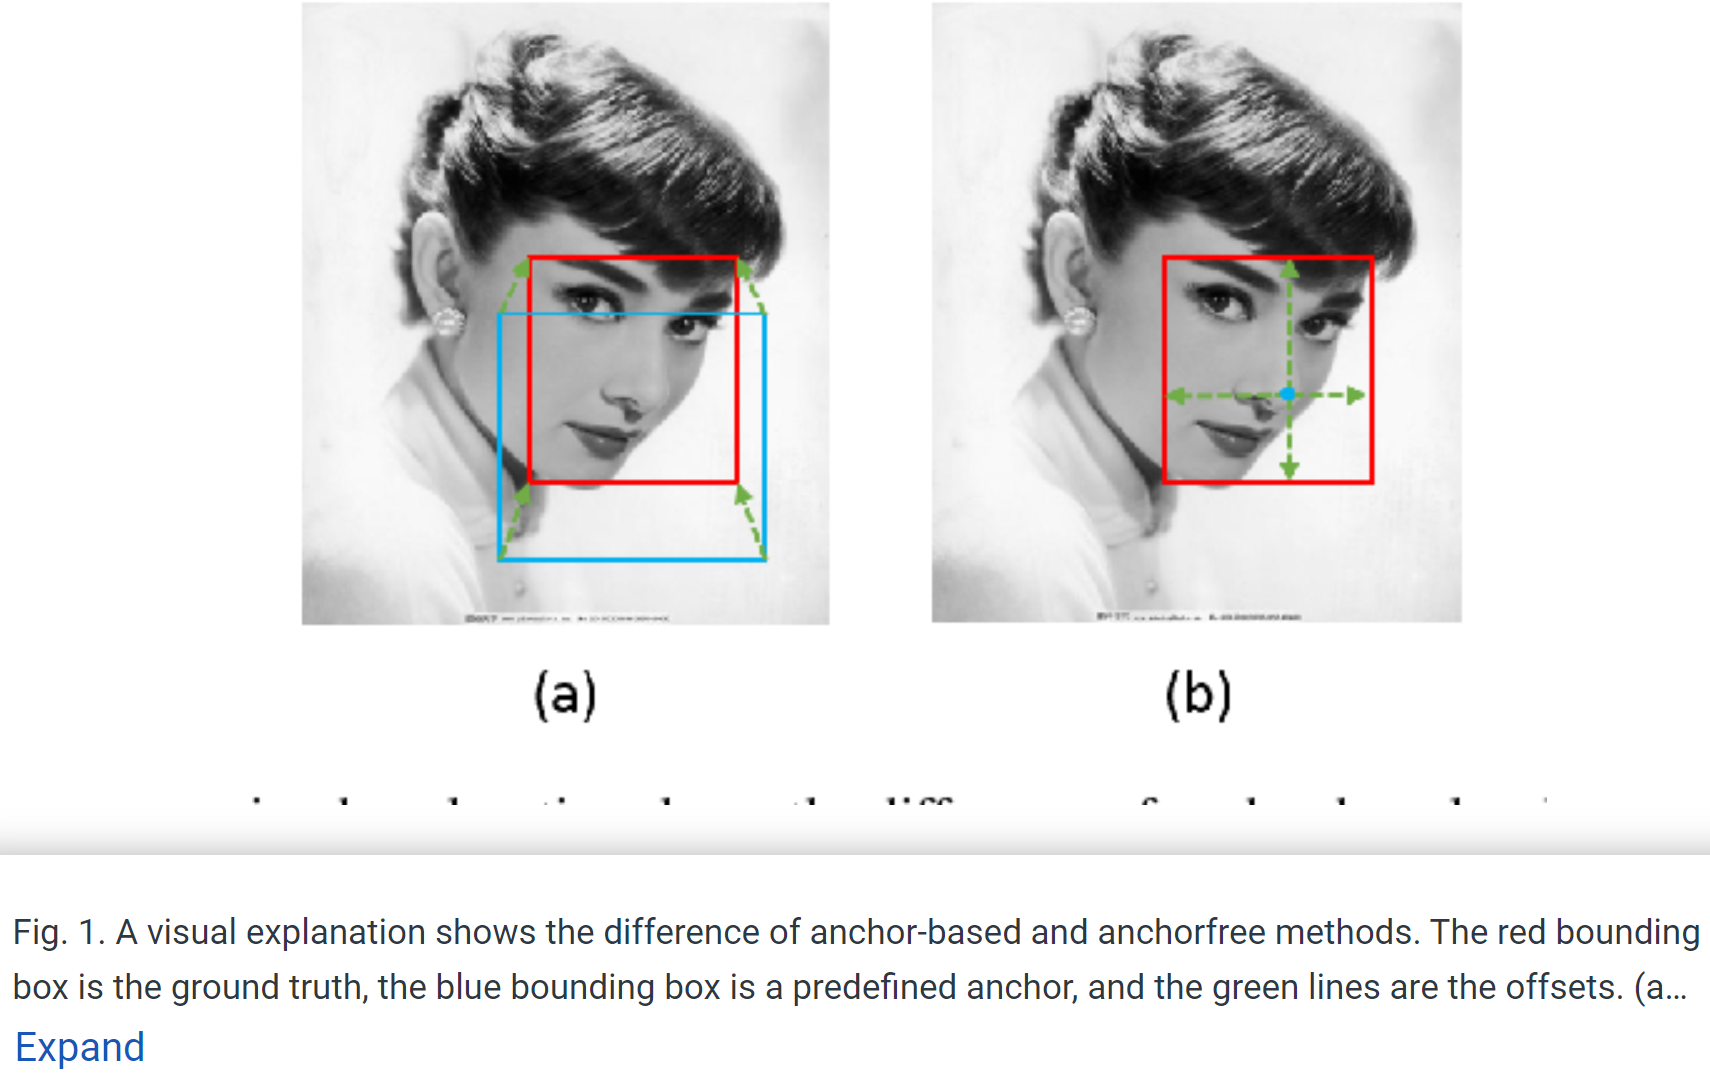 (a)
(b)
Fig. 1. A visual explanation shows the difference of anchor-based and anchorfree methods. The red bounding
box is the ground truth, the blue bounding box is a predefined anchor, and the green lines are the offsets. (a...
Expand